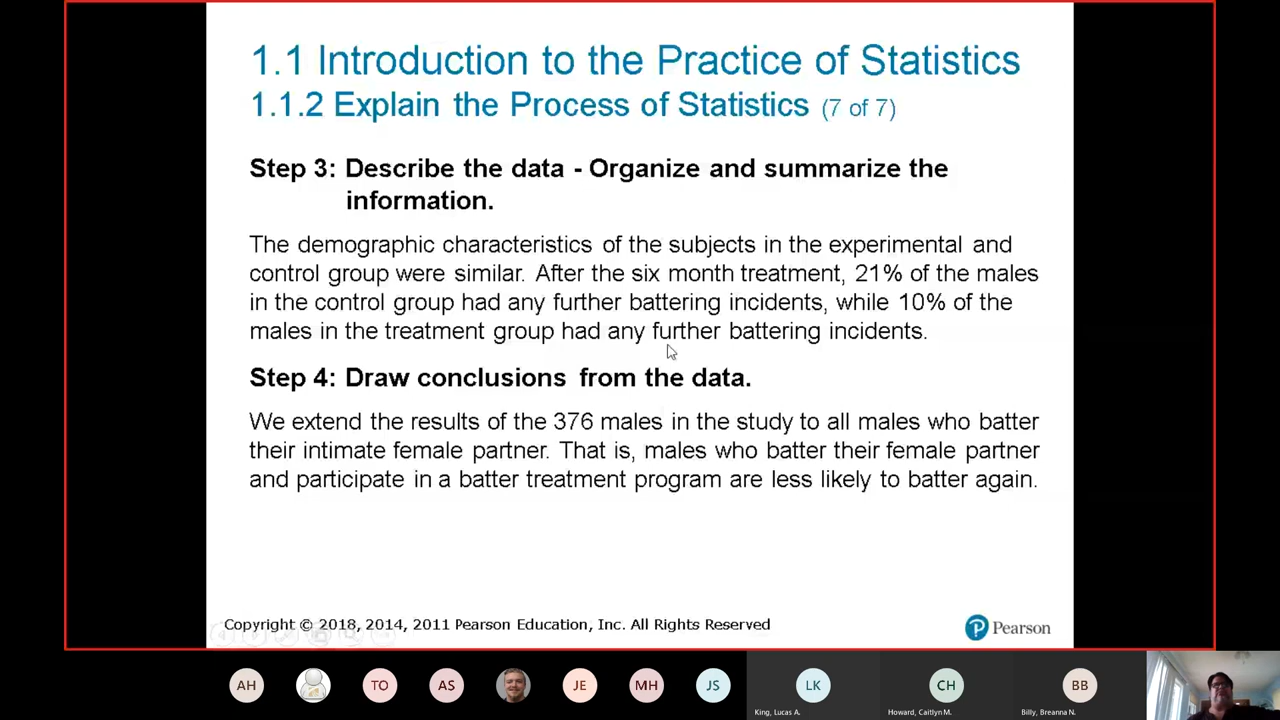 1.1 Introduction to the Practice of Statistics
1.1.2 Explain the Process of Statistics (7 of 7)
Step 3: Describe the data - Organize and summarize the
information.
The demographic characteristics of the subjects in the experimental and
control group were similar. After the six month treatment, 21% of the males
in the control group had any further battering incidents, while 10% of the
males in the treatment group had any further battering incidents.
Step 4: Draw conclusions from the data.
We extend the results of the 376 males in the study to all males who batter
their intimate female partner. That is, males who batter their female partner
and participate in a batter treatment program are less likely to batter again.
Copyright © 2018, 2014, 2011 Pearson Education, Inc. All Rights Reserved
P Pearson
AH TO AS JE MH JS LK CH BB
King, Lucas A. Howard, Caitlyn M. Billy, Breanna N.